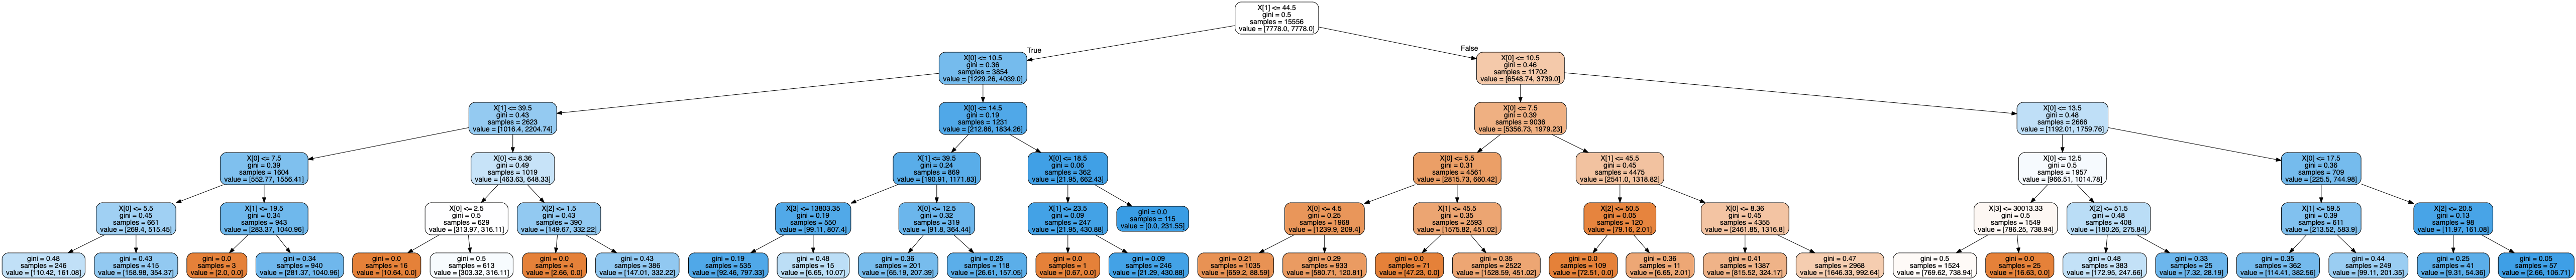 X[1] <= 44.5
gini = 0.5
samples = 15556
value = [7778.0, 7778.0]
True
False
X[0] <= 10.5
gini = 0.36
samples = 3854
value = [1229.26, 4039.0]
X[0] <= 10.5
gini = 0.46
samples = 11702
value = [6548.74, 3739.0]
X[1] <= 39.5
gini = 0.43
samples = 2623
value = [1016.4, 2204.74]
X[0] <= 14.5
gini = 0.19
samples = 1231
value = [212.86, 1834.26]
X[0] <= 7.5
gini = 0.39
samples = 9036
value = [5356.73, 1979.23]
X[0] <= 13.5
gini = 0.48
samples = 2666
value = [1192.01, 1759.76]
X[0] <= 7.5
gini = 0.39
samples = 1604
value = [552.77, 1556.41]
X[0] <= 8.36
gini = 0.49
samples = 1019
value = [463.63, 648.33]
X[1] <= 39.5
gini = 0.24
samples = 869
value = [190.91, 1171.83]
X[0] <= 18.5
gini = 0.06
samples = 362
value = [21.95, 662.43]
X[0] <= 5.5
gini = 0.31
samples = 4561
value = [2815.73, 660.42]
X[1] <= 45.5
gini = 0.45
samples = 4475
value = [2541.0, 1318.82]
X[0] <= 12.5
gini = 0.5
samples = 1957
value = [966.51, 1014.78]
X[0] <= 17.5
gini = 0.36
samples = 709
value = [225.5, 744.98]
X[0] <= 5.5
gini = 0.45
samples = 661
value = [269.4, 515.45]
X[1] <= 19.5
gini = 0.34
samples = 943
value = [283.37, 1040.96]
X[0] <= 2.5
gini = 0.5
samples = 629
value = [313.97, 316.11]
X[2] <= 1.5
gini = 0.43
samples = 390
value = [149.67, 332.22]
X[3] <= 13803.35
gini = 0.19
samples = 550
value = [99.11, 807.4]
X[0] <= 12.5
gini = 0.32
samples = 319
value = [91.8, 364.44]
X[1] <= 23.5
gini = 0.09
samples = 247
value = [21.95, 430.88]
gini = 0.0
samples = 115
value = [0.0, 231.55]
X[0] <= 4.5
gini = 0.25
samples = 1968
value = [1239.9, 209.4]
X[1] <= 45.5
gini = 0.35
samples = 2593
value = [1575.82, 451.02]
X[2] <= 50.5
gini = 0.05
samples = 120
value = [79.16, 2.01]
X[0] <= 8.36
gini = 0.45
samples = 4355
value = [2461.85, 1316.8]
X[3] <= 30013.33
gini = 0.5
samples = 1549
value = [786.25, 738.94]
X[2] <= 51.5
gini = 0.48
samples = 408
value = [180.26, 275.84]
X[1] <= 59.5
gini = 0.39
samples = 611
value = [213.52, 583.9]
X[2] <= 20.5
gini = 0.13
samples = 98
value = [11.97, 161.08]
gini = 0.48
samples = 246
value = [110.42, 161.08]
gini = 0.43
samples = 415
value = [158.98, 354.37]
gini = 0.0
samples = 3
value = [2.0, 0.0]
gini = 0.34
samples = 940
value = [281.37, 1040.96]
gini = 0.0
samples = 16
value = [10.64, 0.0]
gini = 0.5
samples = 613
value = [303.32, 316.11]
gini = 0.0
samples = 4
value = [2.66, 0.0]
gini = 0.43
samples = 386
value = [147.01, 332.22]
gini = 0.19
samples = 535
value = [92.46, 797.33]
gini = 0.48
samples = 15
value = [6.65, 10.07]
gini = 0.36
samples = 201
value = [65.19, 207.39]
gini = 0.25
samples = 118
value = [26.61, 157.05]
gini = 0.0
samples = 1
value = [0.67, 0.0]
gini = 0.09
samples = 246
value = [21.29, 430.88]
gini = 0.21
samples = 1035
value = [659.2, 88.59]
gini = 0.29
samples = 933
value = [580.71, 120.81]
gini = 0.0
samples = 71
value = [47.23, 0.0]
gini = 0.35
samples = 2522
value = [1528.59, 451.02]
gini = 0.0
samples = 109
value = [72.51, 0.0]
gini = 0.36
samples = 11
value = [6.65, 2.01]
gini = 0.41
samples = 1387
value = [815.52, 324.17]
gini = 0.47
samples = 2968
value = [1646.33, 992.64]
gini = 0.5
samples = 1524
value = [769.62, 738.94]
gini = 0.0
samples = 25
value = [16.63, 0.0]
gini = 0.48
samples = 383
value = [172.95, 247.66]
gini = 0.33
samples = 25
value = [7.32, 28.19]
gini = 0.35
samples = 362
value = [114.41, 382.56]
gini = 0.44
samples = 249
value = [99.11, 201.35]
gini = 0.25
samples = 41
value = [9.31, 54.36]
gini = 0.05
samples = 57
value = [2.66, 106.72]